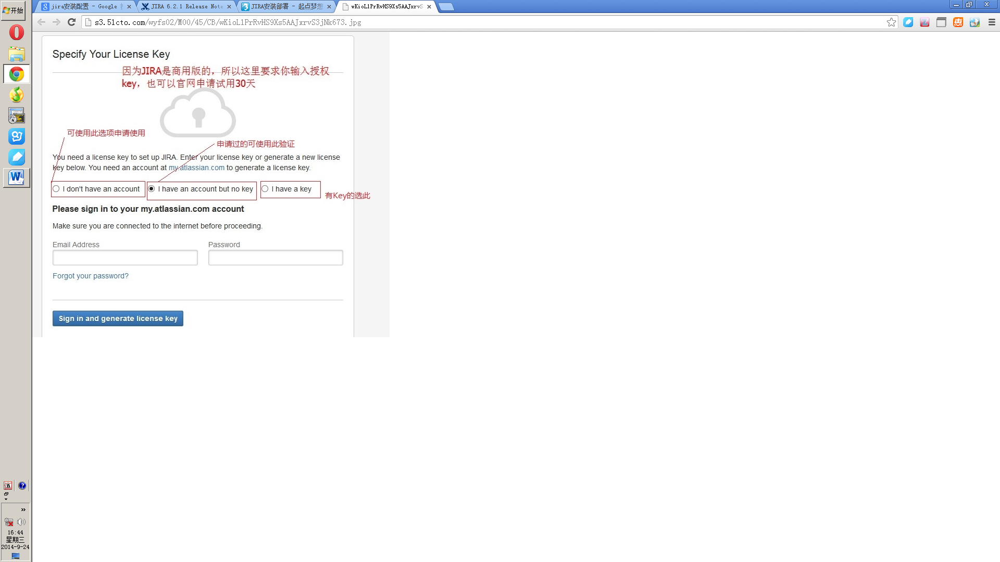 开始
jira安装配置 - Google
JIRA 6.2.1 Release Note
JIRA安装部署 - 起点梦想
wKioL1PrRvHS9Xs5AAJxrvS
s3.51cto.com/wyfs02/M00/45/CB/wKioL1PrRvHS9Xs5AAJxrvS3jNk673.jpg
Specify Your License Key
因为JIRA是商用版的，所以这里要求你输入授权
key，也可以官网申请试用30天
可使用此选项申请使用
申请过的可使用此验证
You need a license key to set up JIRA. Enter your license key or generate a new license
key below. You need an account at my.atlassian.com to generate a license key.
I don't have an account
I have an account but no key
I have a key
有Key的选此
Please sign in to your my.atlassian.com account
Make sure you are connected to the internet before proceeding.
Email Address
Password
Forgot your password?
Sign in and generate license key
五
16:44
星期三
2014-9-24